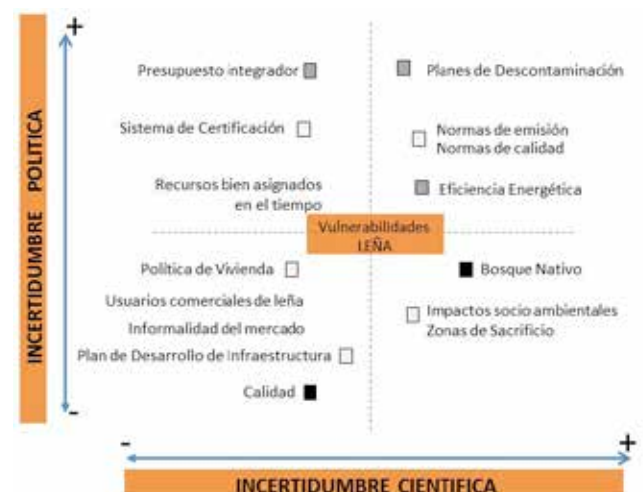 +
Presupuesto integrador
Planes de Descontaminación
Sistema de Certificación
Normas de emisión
Normas de calidad
Recursos bien asignados
en el tiempo
Eficiencia Energética
INCERTIDUMBRE POLITICA
Vulnerabilidades
LEÑA
Política de Vivienda
Bosque Nativo
Usuarios comerciales de leña
Impactos socio ambientales
Zonas de Sacrificio
Informalidad del mercado
Plan de Desarrollo de Infraestructura
Calidad
-
- +
INCERTIDUMBRE CIENTIFICA